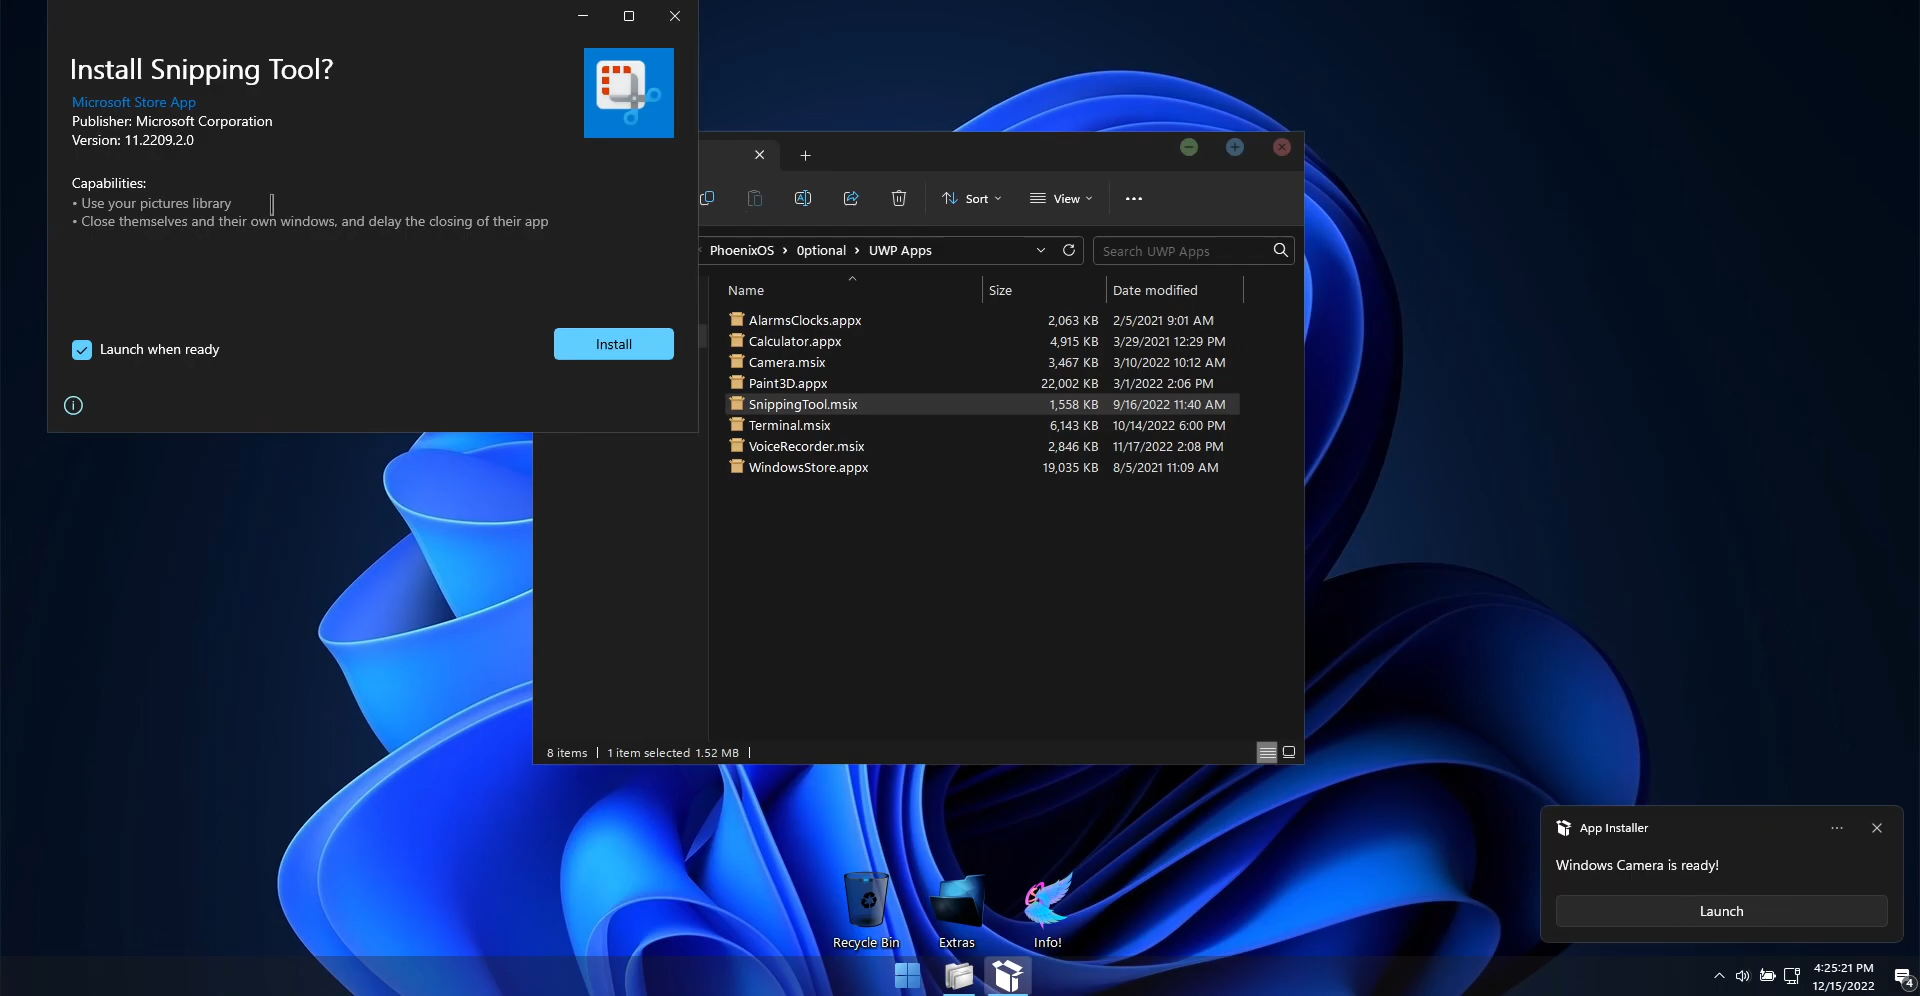 Install Snipping Tool?
Microsoft Store App
Publisher: Microsoft Corporation
Version: 11.2209.2.0
Capabilities:
• Use your pictures library
• Close themselves and their own windows, and delay the closing of their app
Launch when ready
Install
Sort
View
PhoenixOS › 0ptional › UWP Apps
Search UWP Apps
Name Size Date modified
AlarmsClocks.appx 2,063 KB 2/5/2021 9:01 AM
Calculator.appx 4,915 KB 3/29/2021 12:29 PM
Camera.msix 3,467 KB 3/10/2022 10:12 AM
Paint3D.appx 22,002 KB 3/1/2022 2:06 PM
SnippingTool.msix 1,558 KB 9/16/2022 11:40 AM
Terminal.msix 6,143 KB 10/14/2022 6:00 PM
VoiceRecorder.msix 2,846 KB 11/17/2022 2:08 PM
WindowsStore.appx 19,035 KB 8/5/2021 11:09 AM
8 items | 1 item selected 1.52 MB |
App Installer
Windows Camera is ready!
Launch
Recycle Bin
Extras
Info!
4:25:21 PM
12/15/2022
4